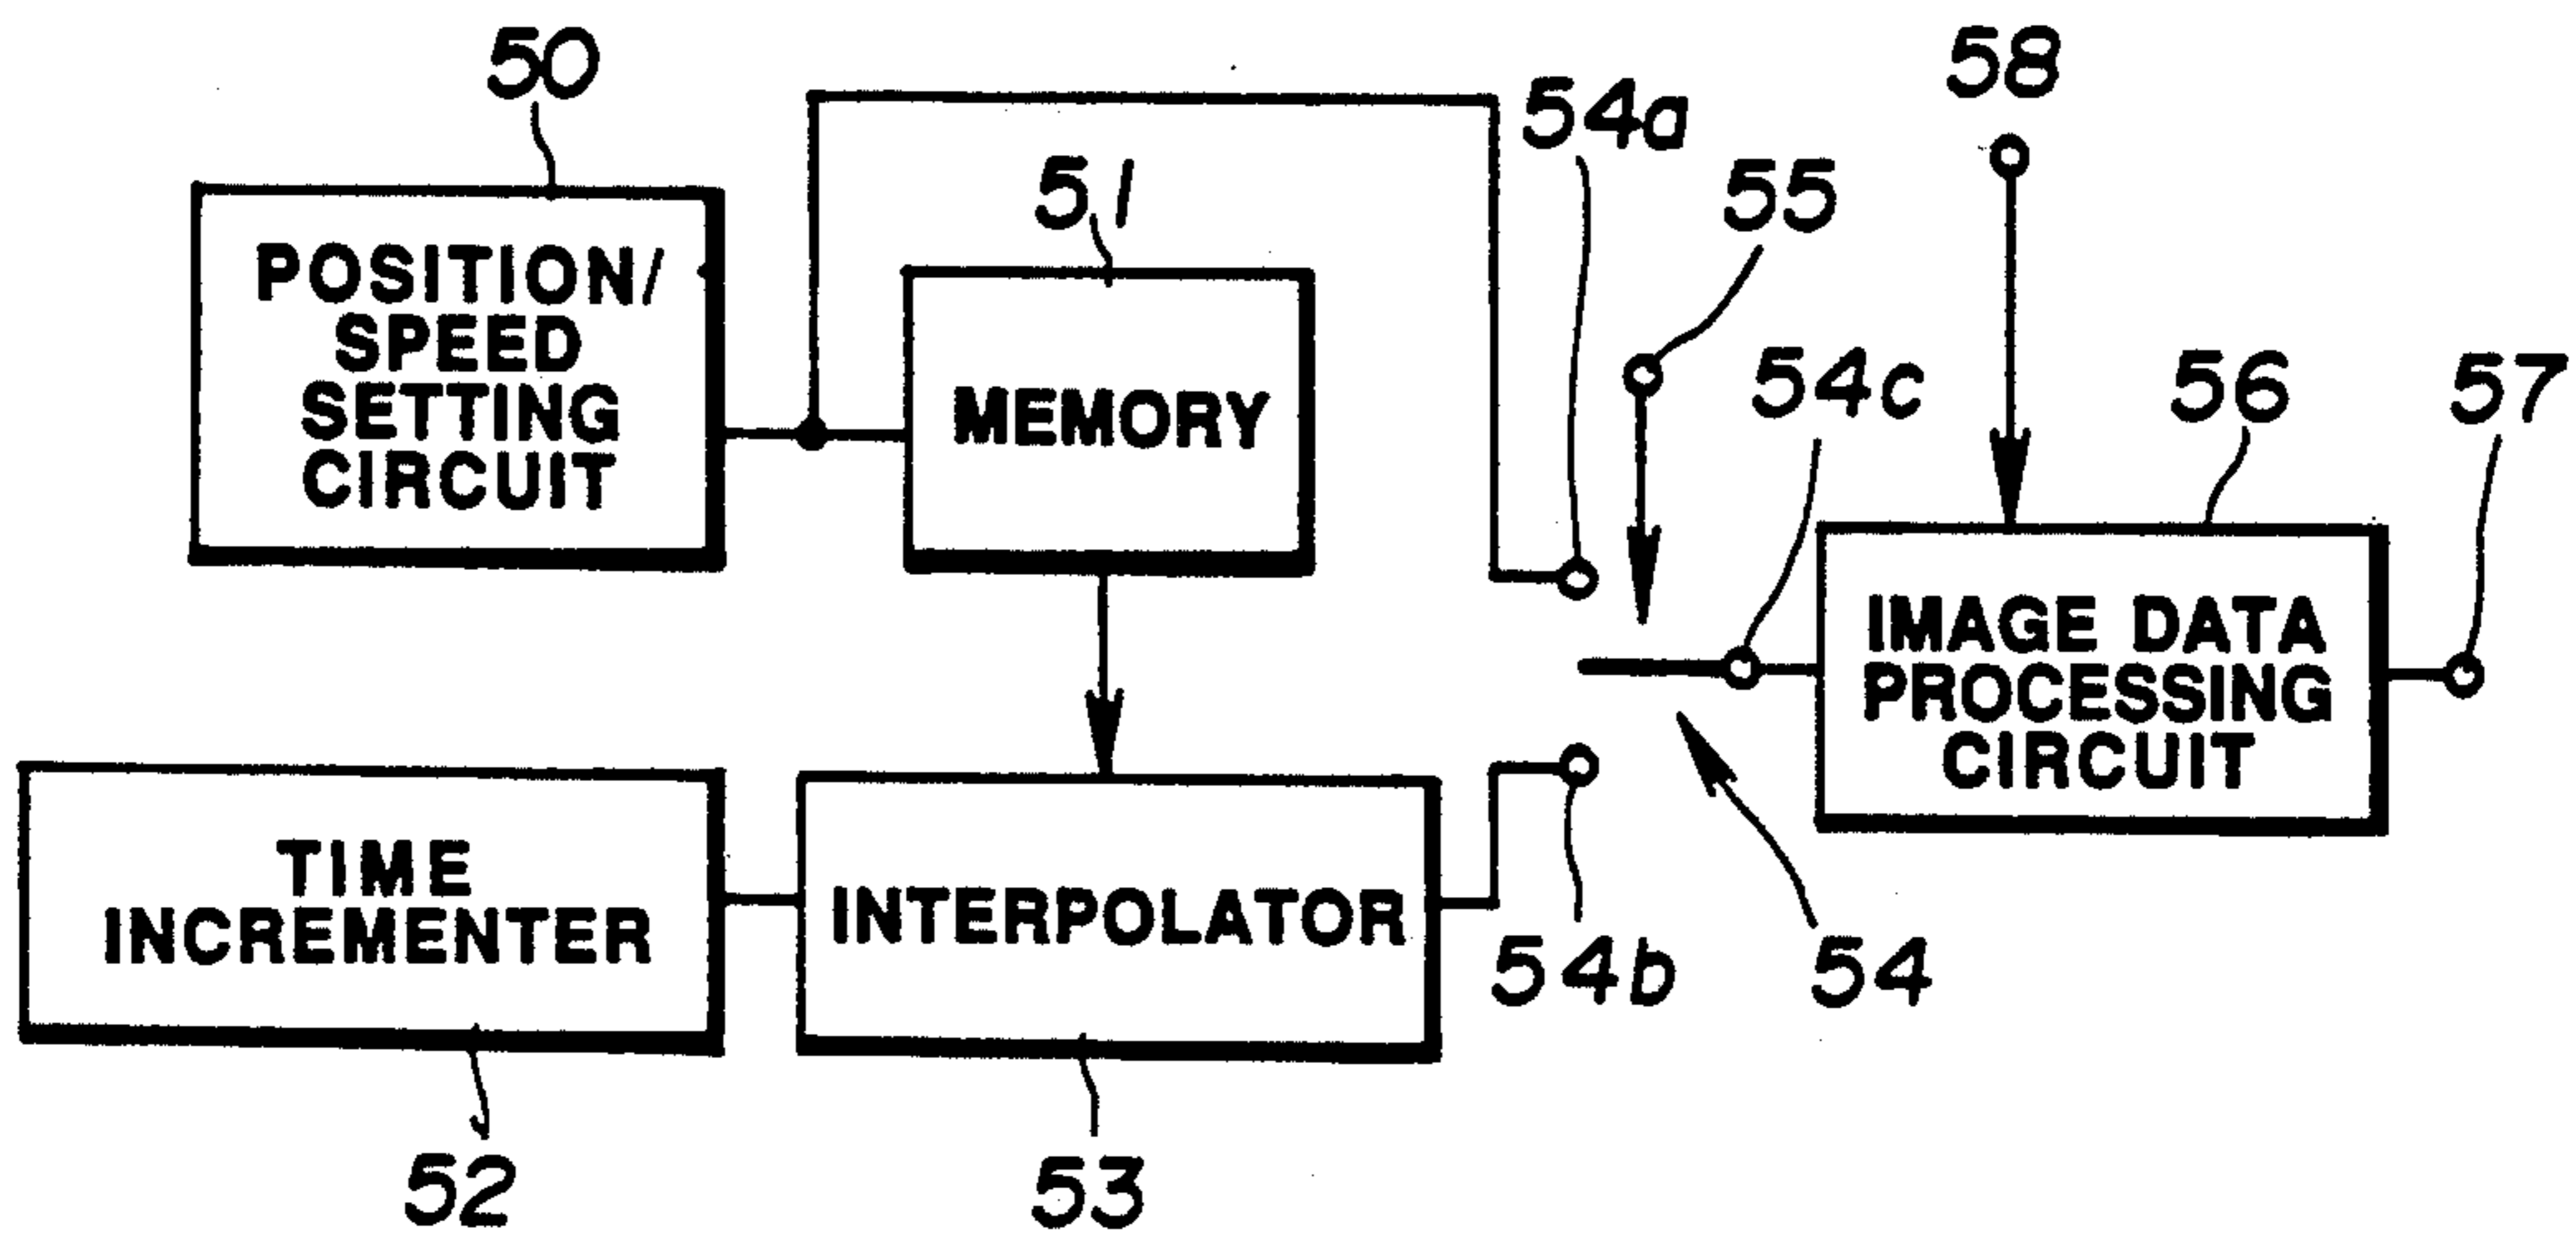 50
POSITION/
SPEED
SETTING
CIRCUIT
51
MEMORY
54a
55
54c
58
56
57
IMAGE DATA
PROCESSING
CIRCUIT
TIME
INCREMENTER
52
INTERPOLATOR
53
54b
54